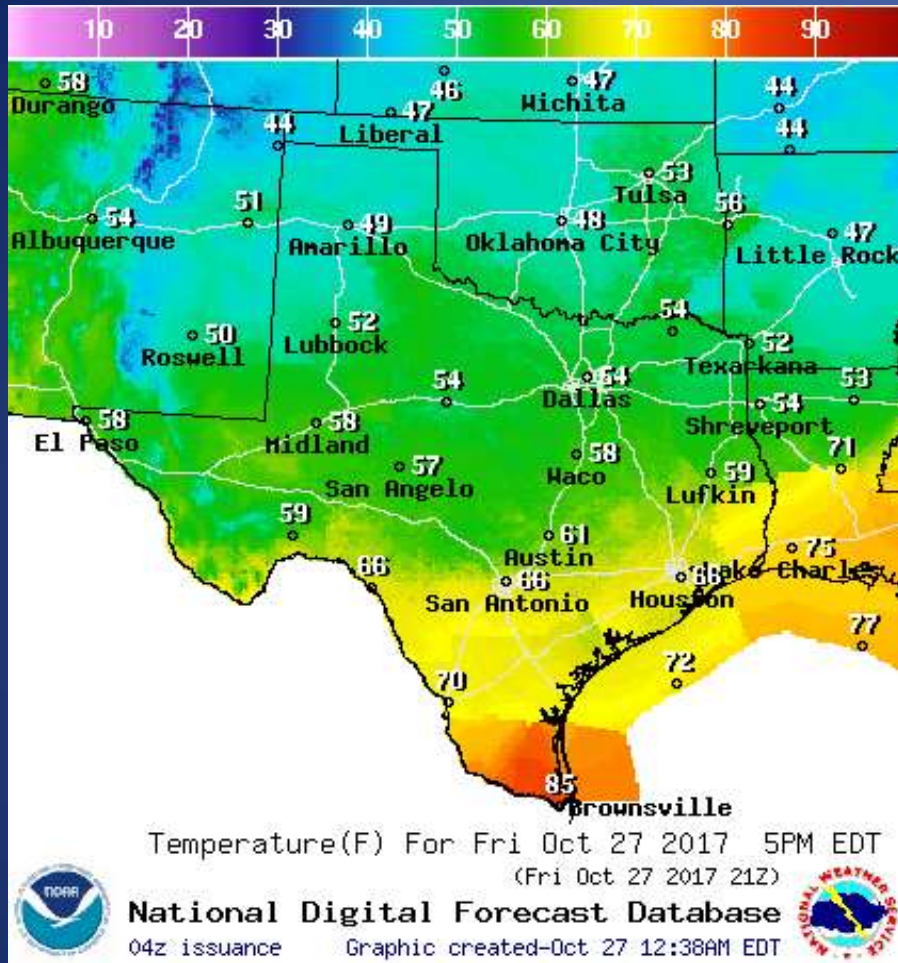 10 20 30 40 50 60 70 80 90
58
Durango
46
47
Wichita
44
47
Liberal
44
44
53
Tulsa
54
Albuquerque
51
49
Amarillo
48
Oklahoma City
56
47
Little Rock
50
Roswell
52
Lubbock
54
52
Texarkana
54
54
Dallas
54
Shreveport
53
58
El Paso
58
Midland
57
San Angelo
58
Waco
59
Lufkin
71
59
61
Austin
75
Lake Charles
66
66
San Antonio
Houston
77
72
70
85
Brownsville
Temperature(F) For Fri Oct 27 2017 5PM EDT
(Fri Oct 27 2017 21Z)
National Digital Forecast Database
04z issuance Graphic created-Oct 27 12:38AM EDT
NOAA
NATIONAL WEATHER SERVICE